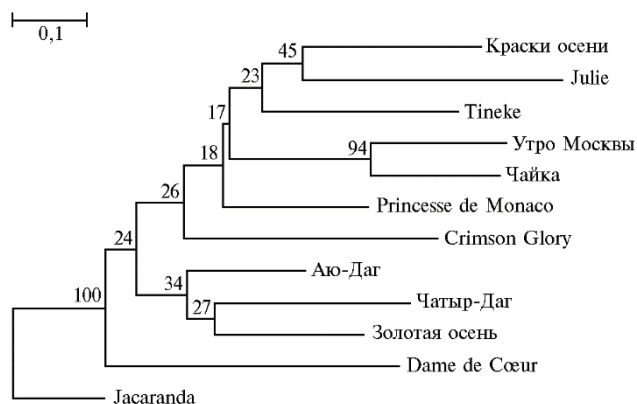 0,1
45
Краски осени
Julie
23
Tineke
17
94
Утро Москвы
Чайка
18
Princesse de Monaco
26
Crimson Glory
24
34
Аю-Даг
27
Чатыр-Даг
Золотая осень
100
Dame de Cœur
Jacaranda